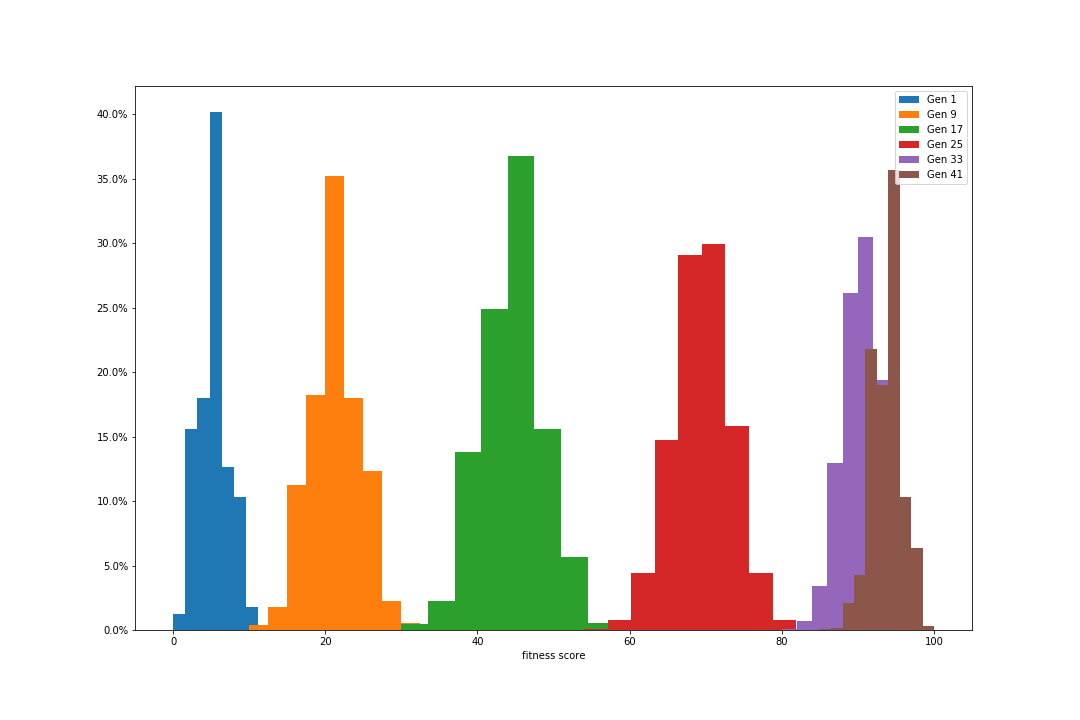 40.0%
35.0%
30.0%
25.0%
20.0%
15.0%
10.0%
5.0%
0.0%
0 20 40 60 80 100
fitness score
Gen 1
Gen 9
Gen 17
Gen 25
Gen 33
Gen 41